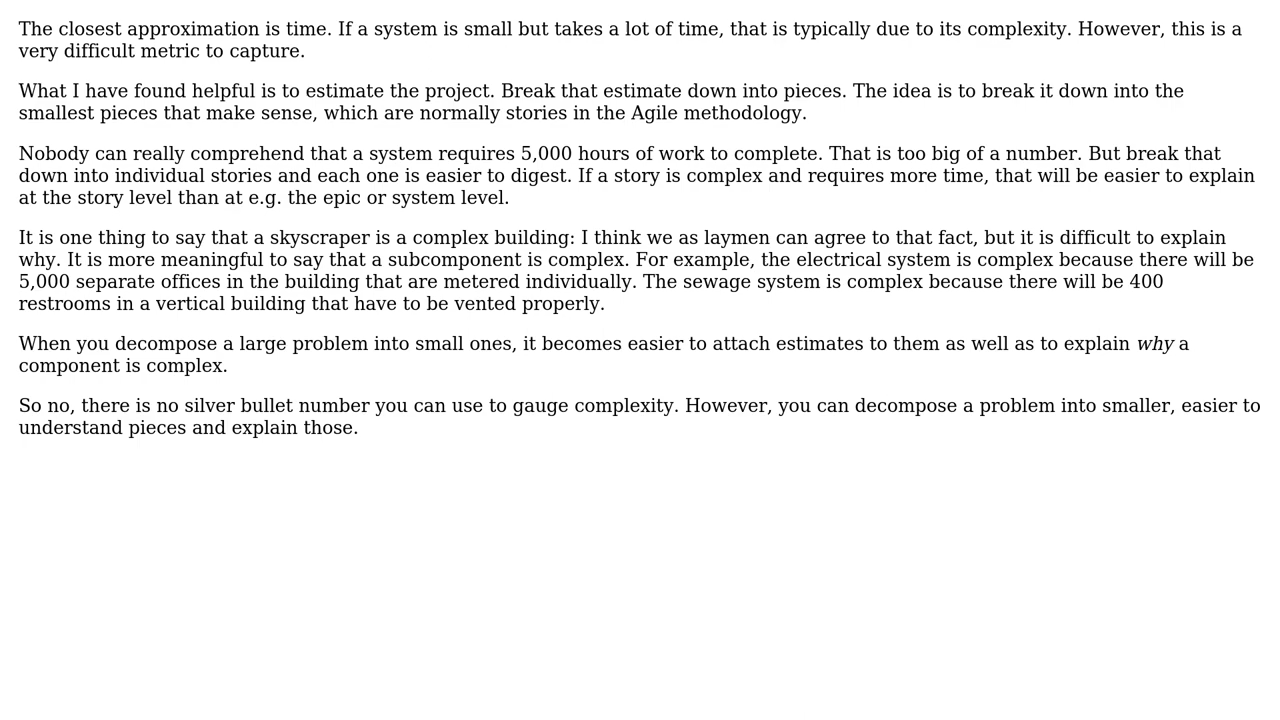 The closest approximation is time. If a system is small but takes a lot of time, that is typically due to its complexity. However, this is a
very difficult metric to capture.
What I have found helpful is to estimate the project. Break that estimate down into pieces. The idea is to break it down into the
smallest pieces that make sense, which are normally stories in the Agile methodology.
Nobody can really comprehend that a system requires 5,000 hours of work to complete. That is too big of a number. But break that
down into individual stories and each one is easier to digest. If a story is complex and requires more time, that will be easier to explain
at the story level than at e.g. the epic or system level.
It is one thing to say that a skyscraper is a complex building: I think we as laymen can agree to that fact, but it is difficult to explain
why. It is more meaningful to say that a subcomponent is complex. For example, the electrical system is complex because there will be
5,000 separate offices in the building that are metered individually. The sewage system is complex because there will be 400
restrooms in a vertical building that have to be vented properly.
When you decompose a large problem into small ones, it becomes easier to attach estimates to them as well as to explain why a
component is complex.
So no, there is no silver bullet number you can use to gauge complexity. However, you can decompose a problem into smaller, easier to
understand pieces and explain those.